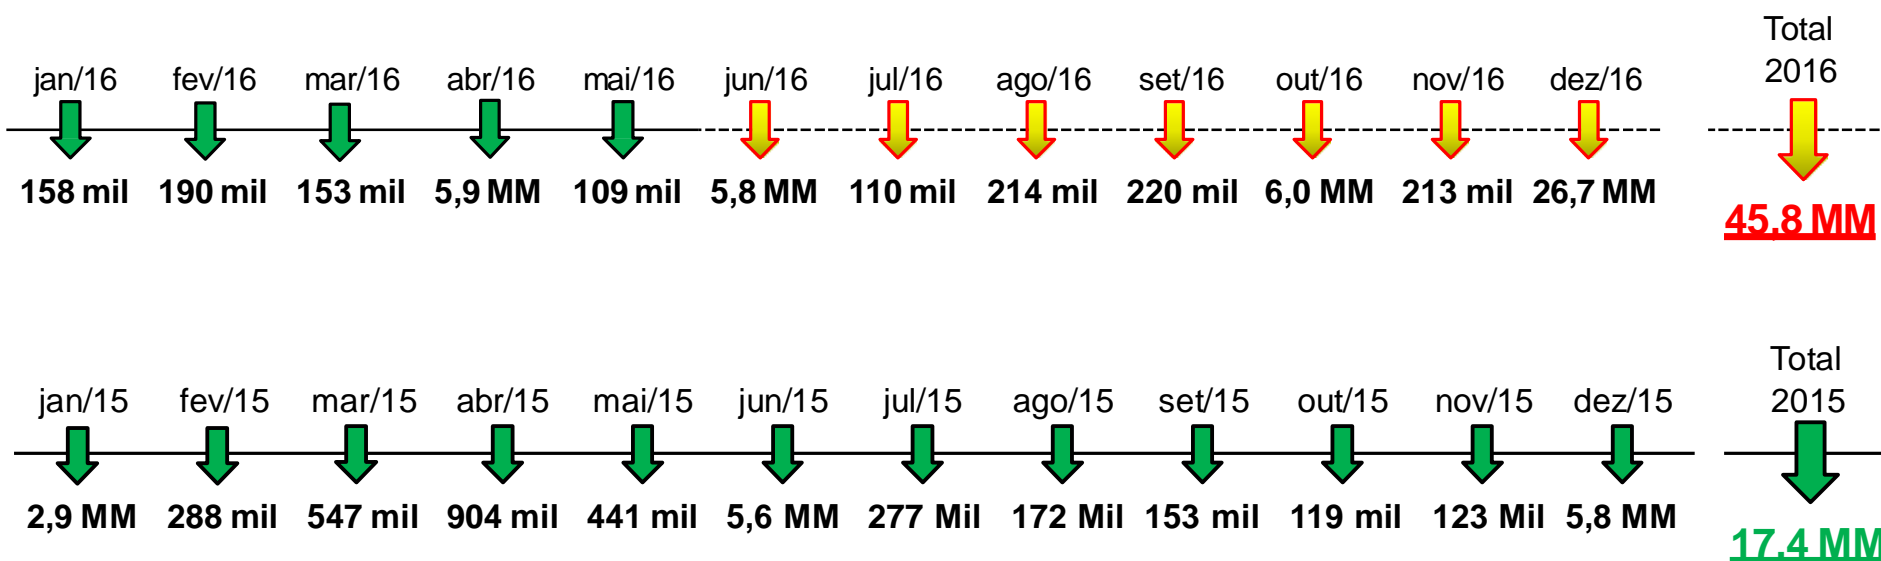 Total
2016
jan/16 fev/16 mar/16 abr/16 mai/16 jun/16 jul/16 ago/16 set/16 out/16 nov/16 dez/16
158 mil 190 mil 153 mil 5,9 MM 109 mil 5,8 MM 110 mil 214 mil 220 mil 6,0 MM 213 mil 26,7 MM
45,8 MM
Total
2015
jan/15 fev/15 mar/15 abr/15 mai/15 jun/15 jul/15 ago/15 set/15 out/15 nov/15 dez/15
2,9 MM 288 mil 547 mil 904 mil 441 mil 5,6 MM 277 Mil 172 Mil 153 mil 119 mil 123 Mil 5,8 MM
17,4 MM